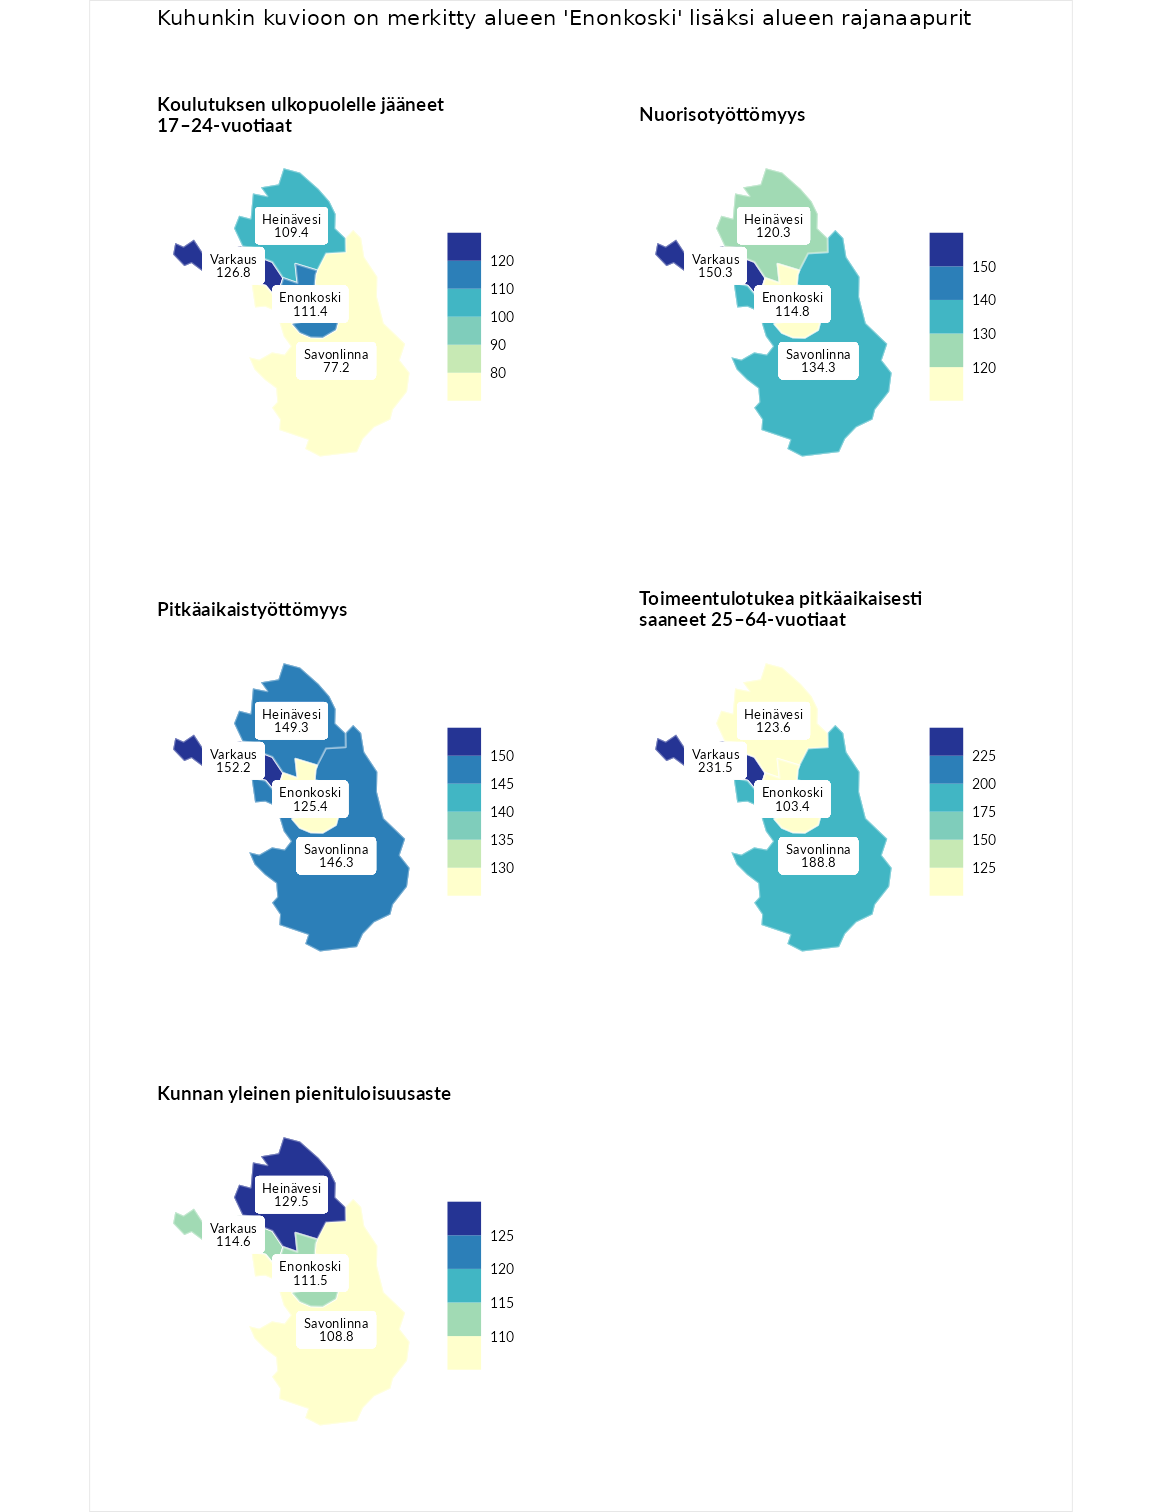 Kuhunkin kuvioon on merkitty alueen 'Enonkoski' lisäksi alueen rajanaapurit
Koulutuksen ulkopuolelle jääneet
17–24-vuotiaat
Heinävesi
109.4
Varkaus
126.8
Enonkoski
111.4
Savonlinna
77.2
120
110
100
90
80
Nuorisotyöttömyys
Heinävesi
120.3
Varkaus
150.3
Enonkoski
114.8
Savonlinna
134.3
150
140
130
120
Pitkäaikaistyöttömyys
Heinävesi
149.3
Varkaus
152.2
Enonkoski
125.4
Savonlinna
146.3
150
145
140
135
130
Toimeentulotukea pitkäaikaisesti
saaneet 25–64-vuotiaat
Heinävesi
123.6
Varkaus
231.5
Enonkoski
103.4
Savonlinna
188.8
225
200
175
150
125
Kunnan yleinen pienituloisuusaste
Heinävesi
129.5
Varkaus
114.6
Enonkoski
111.5
Savonlinna
108.8
125
120
115
110